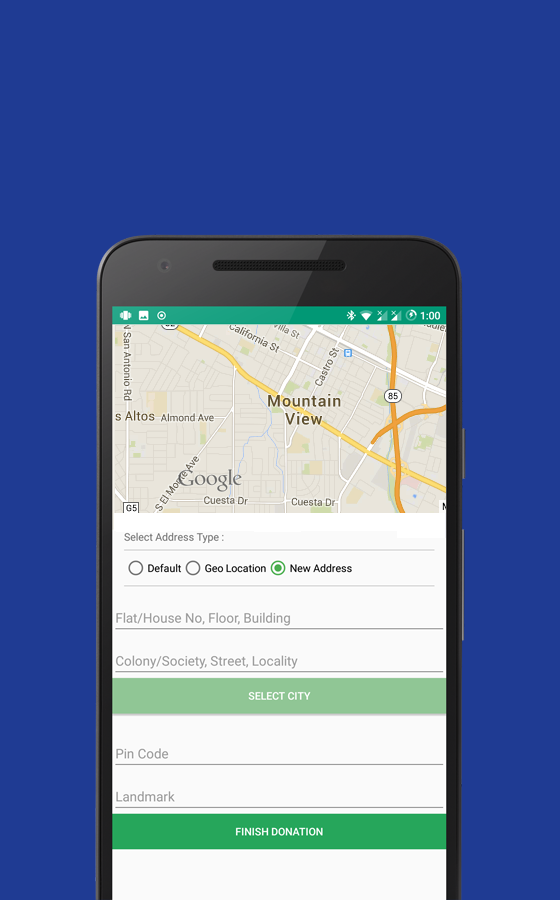 1:00
California St
Villa St
N San Antonio Rd
Castro St
85
Mountain
View
s Altos
Almond Ave
S El Monte Ave
Google
Cuesta Dr
Cuesta Dr
G5
Select Address Type :
Default
Geo Location
New Address
Flat/House No, Floor, Building
Colony/Society, Street, Locality
SELECT CITY
Pin Code
Landmark
FINISH DONATION